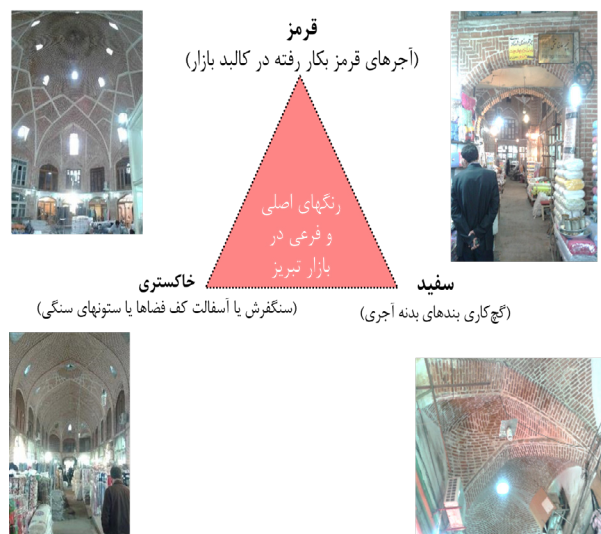 قرمز
(آجرهای قرمز بکار رفته در کالبد بازار)
رنگهای اصلی
و فرعی در
بازار تبریز
خاکستری
(سنگفرش یا آسفالت کف فضاها یا ستونهای سنگی)
سفید
(گچ‌کاری بندهای بدنه آجری)